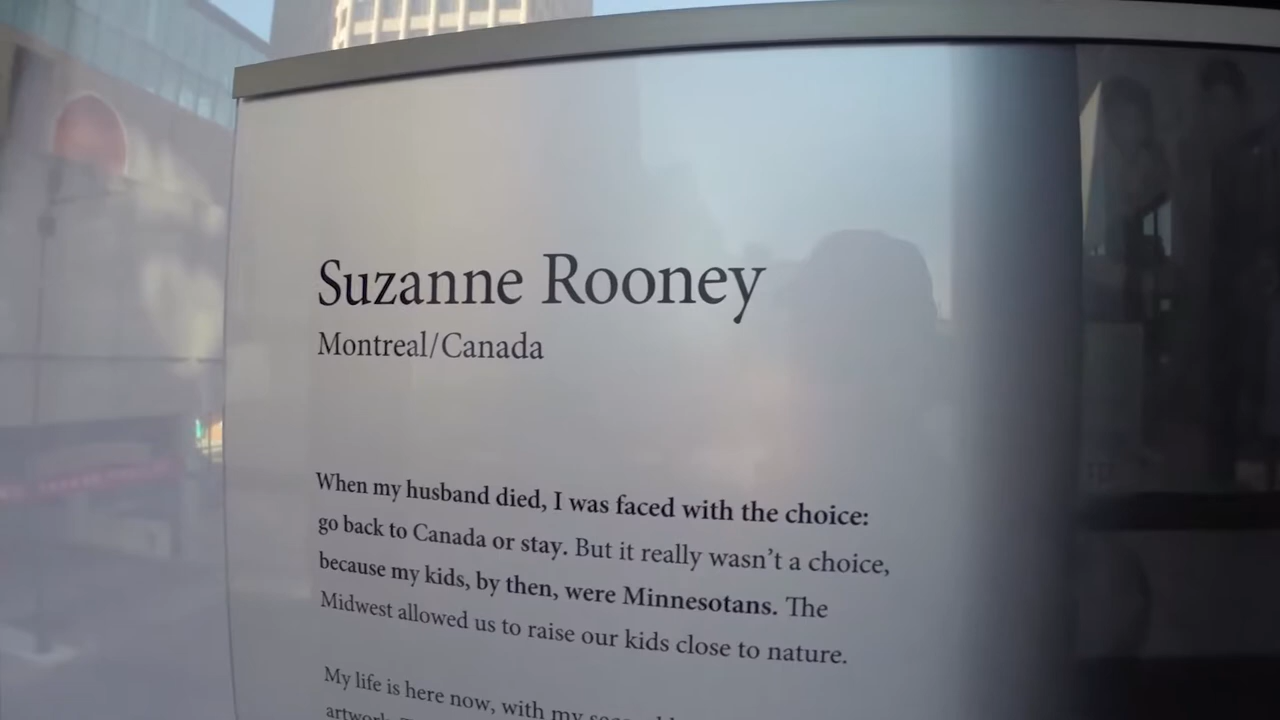 Suzanne Rooney
Montreal/Canada
When my husband died, I was faced with the choice:
go back to Canada or stay. But it really wasn't a choice,
because my kids, by then, were Minnesotans. The
Midwest allowed us to raise our kids close to nature.
My life is here now, with my